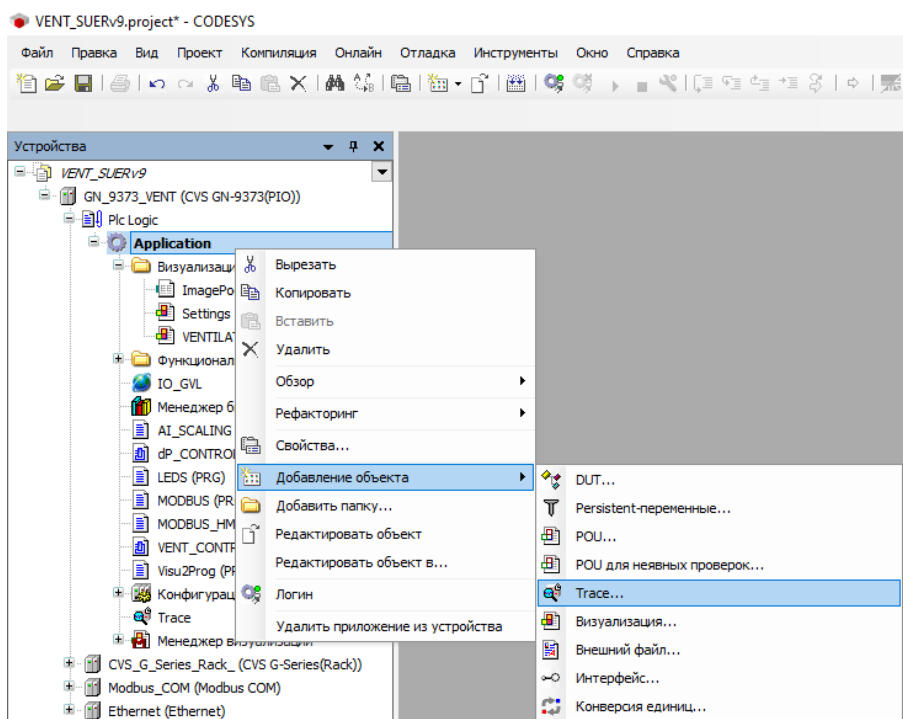 VENT_SUERv9.project* - CODESYS
Файл Правка Вид Проект Компиляция Онлайн Отладка Инструменты Окно Справка
Устройства
VENT_SUERv9
GN_9373_VENT (CVS GN-9373(PIO))
Plc Logic
Application
Визуализаци
ImagePo
Settings
VENTILA
Функционал
IO_GVL
Менеджер б
AI_SCALING
dP_CONTROL
LEDS (PRG)
MODBUS (PR
MODBUS_HM
VENT_CONTR
Visu2Prog (PR
Конфигурац
Trace
Менеджер визуализации
CVS_G_Series_Rack_ (CVS G-Series(Rack))
Modbus_COM (Modbus COM)
Ethernet (Ethernet)
Вырезать
Копировать
Вставить
Удалить
Обзор
Рефакторинг
Свойства...
Добавление объекта
Добавить папку...
Редактировать объект
Редактировать объект в...
Логин
Удалить приложение из устройства
DUT...
Persistent-переменные...
POU...
POU для неявных проверок...
Trace...
Визуализация...
Внешний файл...
Интерфейс...
Конверсия единиц...